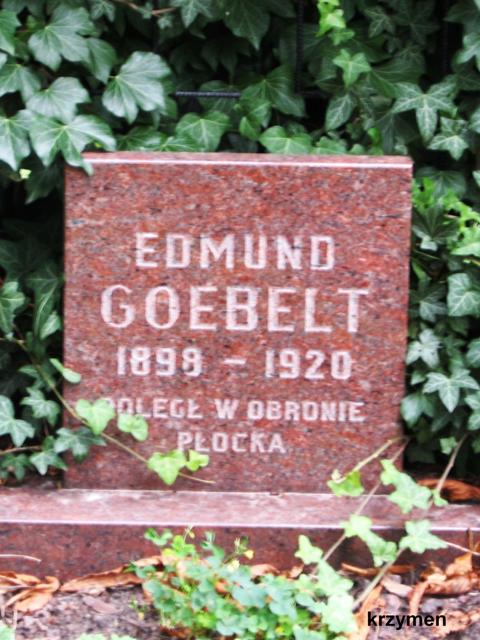 EDMUND
GOEBELT
1898 – 1920
POLEGŁ W OBRONIE
PŁOCKA
krzymen